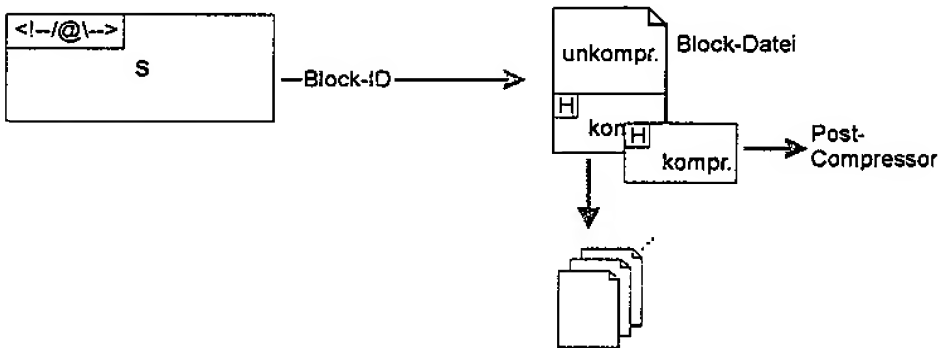 <!--/@\-->
S
Block-ID
unkompr.
Block-Datei
H
kom
H
kompr.
Post-
Compressor